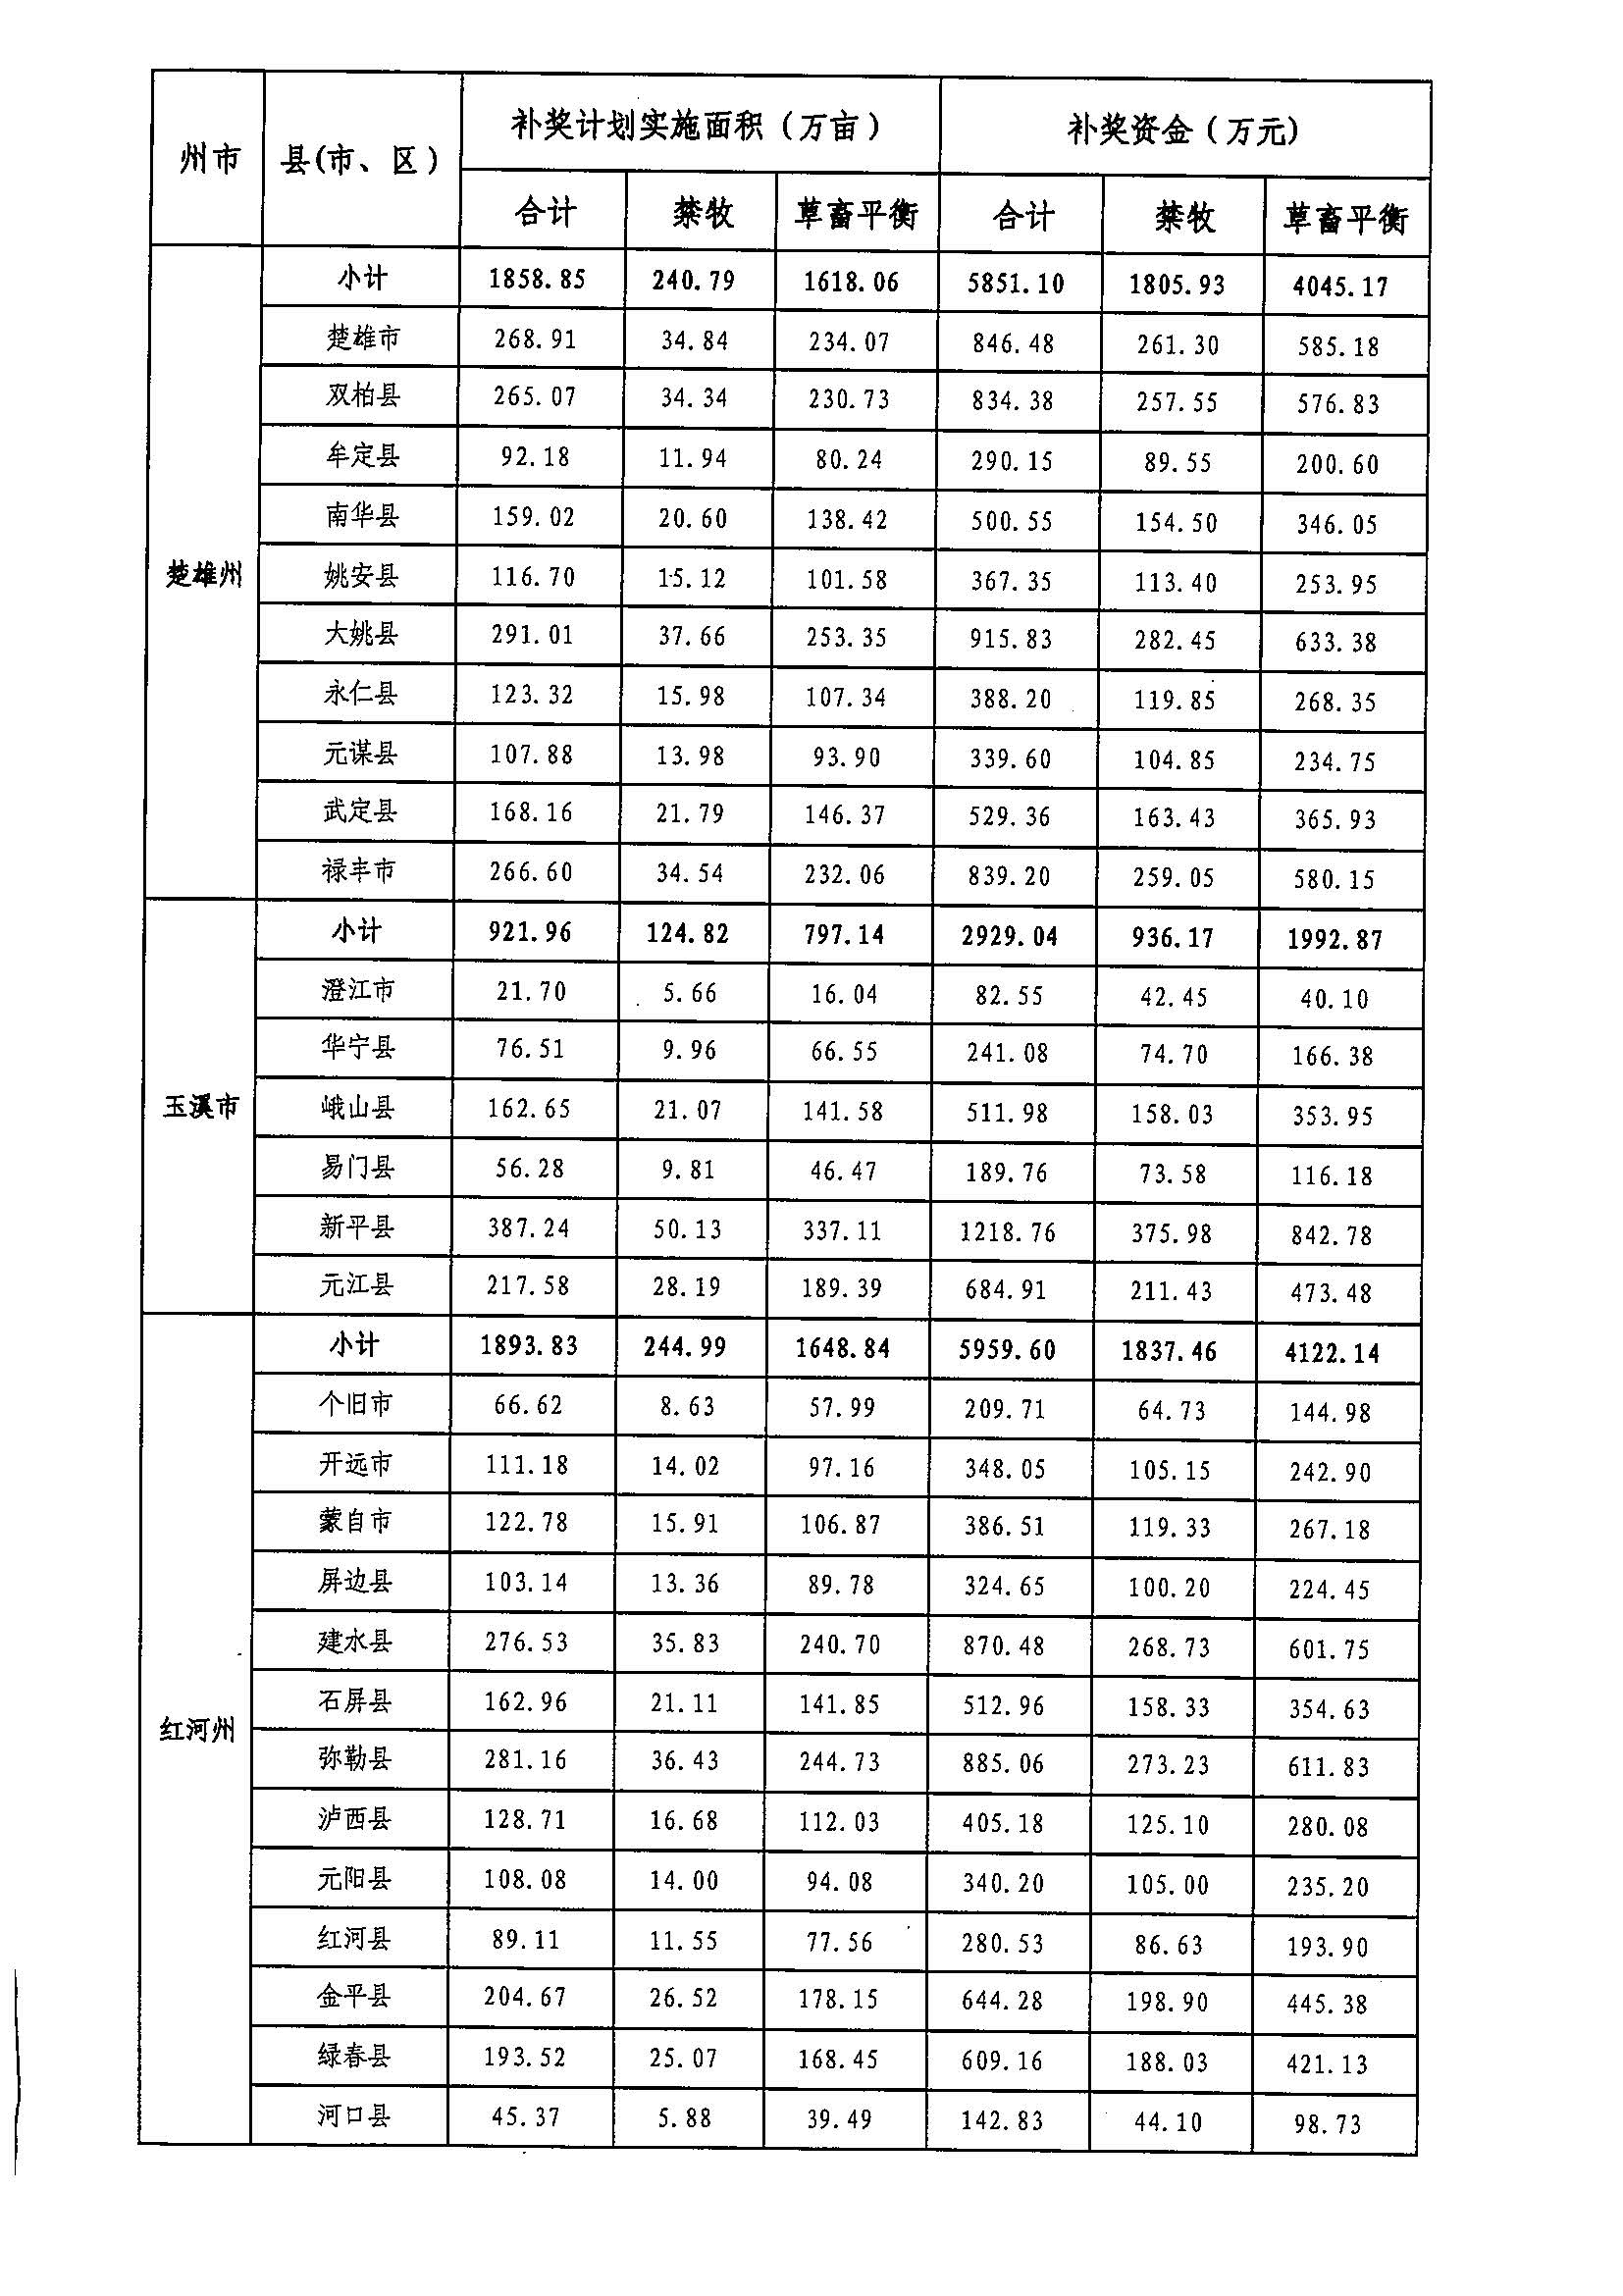 州市 县(市、区) 补奖计划实施面积(万亩) 补奖资金(万元)
合计 禁牧 草畜平衡 合计 禁牧 草畜平衡
楚雄州
小计 1858.85 240.79 1618.06 5851.10 1805.93 4045.17
楚雄市 268.91 34.84 234.07 846.48 261.30 585.18
双柏县 265.07 34.34 230.73 834.38 257.55 576.83
牟定县 92.18 11.94 80.24 290.15 89.55 200.60
南华县 159.02 20.60 138.42 500.55 154.50 346.05
姚安县 116.70 15.12 101.58 367.35 113.40 253.95
大姚县 291.01 37.66 253.35 915.83 282.45 633.38
永仁县 123.32 15.98 107.34 388.20 119.85 268.35
元谋县 107.88 13.98 93.90 339.60 104.85 234.75
武定县 168.16 21.79 146.37 529.36 163.43 365.93
禄丰市 266.60 34.54 232.06 839.20 259.05 580.15
玉溪市
小计 921.96 124.82 797.14 2929.04 936.17 1992.87
澄江市 21.70 5.66 16.04 82.55 42.45 40.10
华宁县 76.51 9.96 66.55 241.08 74.70 166.38
峨山县 162.65 21.07 141.58 511.98 158.03 353.95
易门县 56.28 9.81 46.47 189.76 73.58 116.18
新平县 387.24 50.13 337.11 1218.76 375.98 842.78
元江县 217.58 28.19 189.39 684.91 211.43 473.48
红河州
小计 1893.83 244.99 1648.84 5959.60 1837.46 4122.14
个旧市 66.62 8.63 57.99 209.71 64.73 144.98
开远市 111.18 14.02 97.16 348.05 105.15 242.90
蒙自市 122.78 15.91 106.87 386.51 119.33 267.18
屏边县 103.14 13.36 89.78 324.65 100.20 224.45
建水县 276.53 35.83 240.70 870.48 268.73 601.75
石屏县 162.96 21.11 141.85 512.96 158.33 354.63
弥勒县 281.16 36.43 244.73 885.06 273.23 611.83
泸西县 128.71 16.68 112.03 405.18 125.10 280.08
元阳县 108.08 14.00 94.08 340.20 105.00 235.20
红河县 89.11 11.55 77.56 280.53 86.63 193.90
金平县 204.67 26.52 178.15 644.28 198.90 445.38
绿春县 193.52 25.07 168.45 609.16 188.03 421.13
河口县 45.37 5.88 39.49 142.83 44.10 98.73